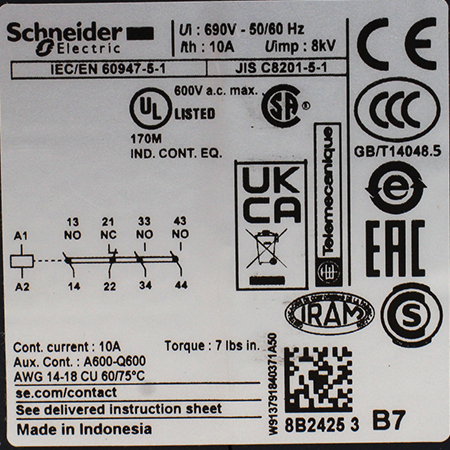 Schneider Electric
Ui : 690V - 50/60 Hz
Ith : 10A Uimp : 8kV
IEC/EN 60947-5-1 JIS C8201-5-1
CE
UL LISTED
600V a.c. max.
SA
170M
IND. CONT. EQ.
CCC
GB/T14048.5
UK
CA
Telemecanique
e
EAC
13 21 33 43
NO NC NO NO
A1
A2
14 22 34 44
IRAM
S
Cont. current : 10A Torque : 7 lbs in.
Aux. Cont. : A600-Q600
AWG 14-18 CU 60/75°C
se.com/contact
See delivered instruction sheet
Made in Indonesia
W913791840371A50
8B2425 3 B7